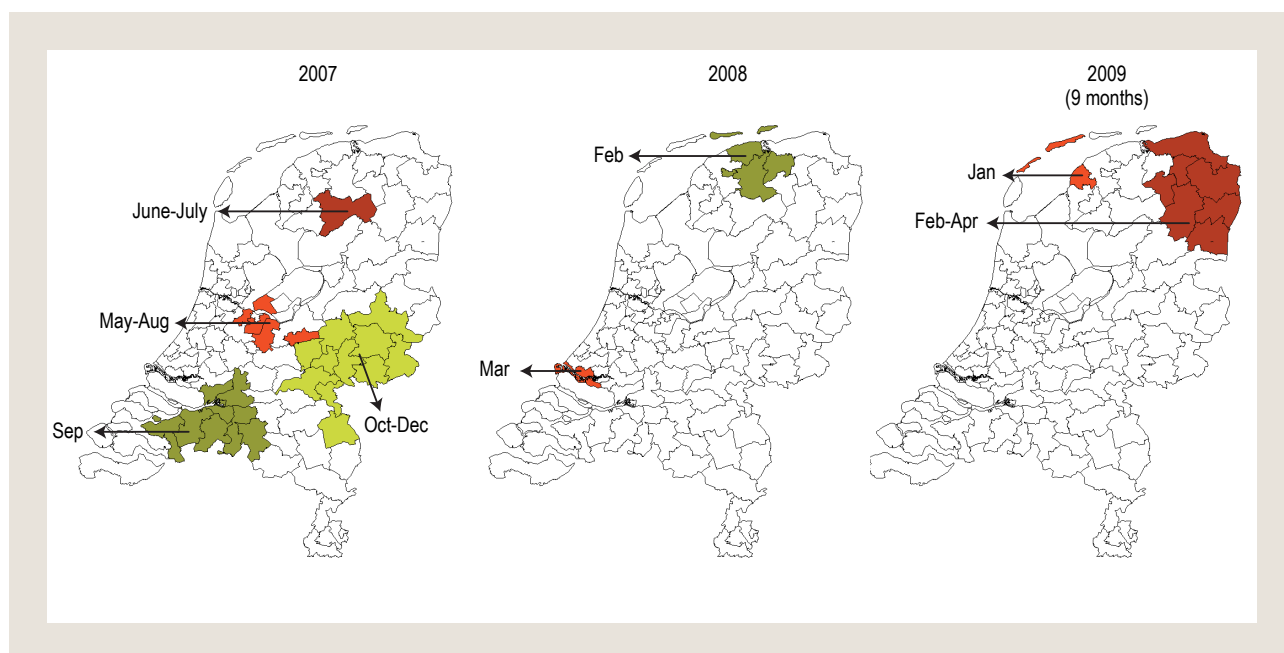 2007
June-July
May-Aug
Sep
Oct-Dec
2008
Feb
Mar
2009
(9 months)
Jan
Feb-Apr